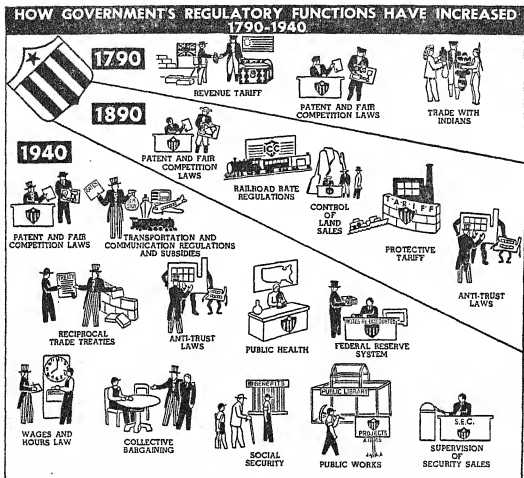 HOW GOVERNMENT'S REGULATORY FUNCTIONS HAVE INCREASED
1790-1940
1790
REVENUE TARIFF
PATENT AND FAIR
COMPETITION LAWS
TRADE WITH
INDIANS
1890
PATENT AND FAIR
COMPETITION
LAWS
ICC
RAILROAD RATE
REGULATIONS
CONTROL
OF
LAND
SALES
TARIFF
PROTECTIVE
TARIFF
ANTI-TRUST
LAWS
1940
PATENT AND FAIR
COMPETITION LAWS
TRANSPORTATION AND
COMMUNICATION REGULATIONS
AND SUBSIDIES
TREATY
RECIPROCAL
TRADE TREATIES
ANTI-TRUST
LAWS
PUBLIC HEALTH
NOTES REDISCOUNTED
FEDERAL RESERVE
SYSTEM
WAGES AND
HOURS LAW
COLLECTIVE
BARGAINING
BENEFITS
SOCIAL
SECURITY
PUBLIC LIBRARY
PROJECTS
PUBLIC WORKS
S.E.C.
SUPERVISION
OF
SECURITY SALES